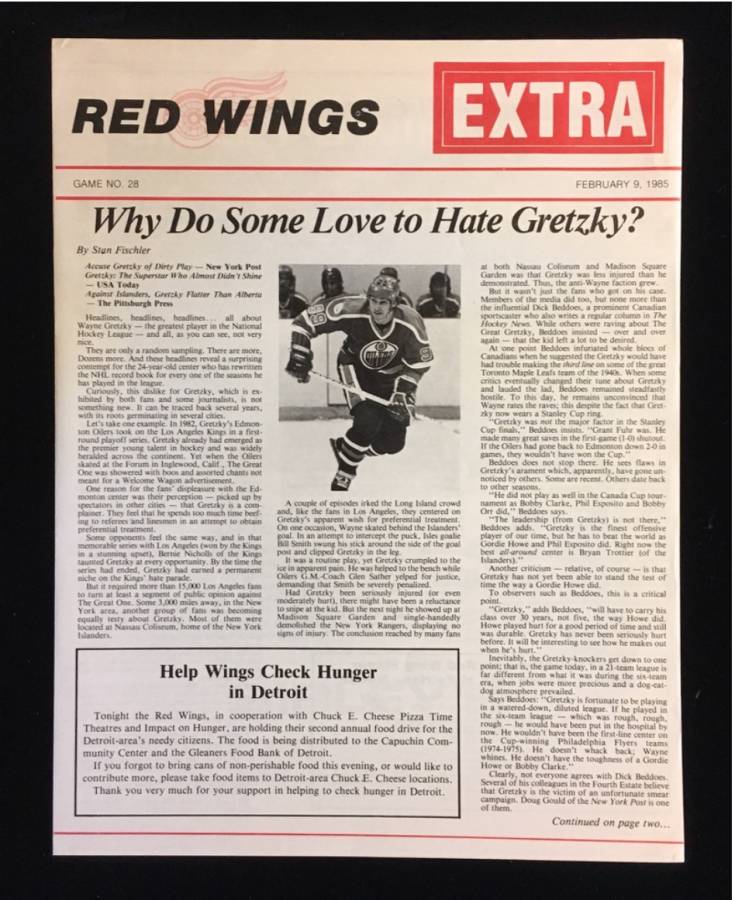 RED WINGS
EXTRA
GAME NO. 28
FEBRUARY 9, 1985
Why Do Some Love to Hate Gretzky?
By Stan Fischler
Accuse Gretzky of Dirty Play — New York Post
Gretzky: The Superstar Who Almost Didn't Shine
— USA Today
Against Islanders, Gretzky Flatter Than Alberta
— The Pittsburgh Press
Headlines, headlines, headlines... all about
Wayne Gretzky — the greatest player in the National
Hockey League — and all, as you can see, not very
nice.
They are only a random sampling. There are more,
Dozens more. And these headlines reveal a surprising
contempt for the 24-year-old center who has rewritten
the NHL record book for every one of the seasons he
has played in the league.
Curiously, this dislike for Gretzky, which is ex-
hibited by both fans and some journalists, is not
something new. It can be traced back several years,
with its roots germinating in several cities.
Let's take one example. In 1982, Gretzky's Edmon-
ton Oilers took on the Los Angeles Kings in a first-
round playoff series. Gretzky already had emerged as
the premier young talent in hockey and was widely
heralded across the continent. Yet when the Oilers
skated at the Forum in Inglewood, Calif., The Great
One was showered with boos and assorted chants not
meant for a Welcome Wagon advertisement.
One reason for the fans' displeasure with the Ed-
monton center was their perception — picked up by
spectators in other cities — that Gretzky is a com-
plainer. They feel that he spends too much time beef-
ing to referees and linesmen in an attempt to obtain
preferential treatment.
Some opponents feel the same way, and in that
memorable series with Los Angeles (won by the Kings
in a stunning upset), Bernie Nicholls of the Kings
taunted Gretzky at every opportunity. By the time the
series had ended, Gretzky had earned a permanent
niche on the Kings' hate parade.
But it required more than 15,000 Los Angeles fans
to turn at least a segment of public opinion against
The Great One. Some 3,000 miles away, in the New
York area, another group of fans was becoming
equally testy about Gretzky. Most of them were
located at Nassau Coliseum, home of the New York
Islanders.
A couple of episodes irked the Long Island crowd
and, like the fans in Los Angeles, they centered on
Gretzky's apparent wish for preferential treatment.
On one occasion, Wayne skated behind the Islanders'
goal. In an attempt to intercept the puck, Isles goalie
Bill Smith swung his stick around the side of the goal
post and clipped Gretzky in the leg.
It was a routine play, yet Gretzky crumpled to the
ice in apparent pain. He was helped to the bench while
Oilers G.M.-Coach Glen Sather yelped for justice,
demanding that Smith be severely penalized.
Had Gretzky been seriously injured (or even
moderately hurt), there might have been a reluctance
to snipe at the kid. But the next night he showed up at
Madison Square Garden and single-handedly
demolished the New York Rangers, displaying no
signs of injury. The conclusion reached by many fans
at both Nassau Coliseum and Madison Square
Garden was that Gretzky was less injured than he
demonstrated. Thus, the anti-Wayne faction grew.
But it wasn't just the fans who got on his case.
Members of the media did too, but none more than
the influential Dick Beddoes, a prominent Canadian
sportscaster who also writes a regular column in The
Hockey News. While others were raving about The
Great Gretzky, Beddoes insisted — over and over
again — that the kid left a lot to be desired.
At one point Beddoes infuriated whole blocs of
Canadians when he suggested the Gretzky would have
had trouble making the third line on some of the great
Toronto Maple Leafs team of the 1940s. When some
critics eventually changed their tune about Gretzky
and lauded the lad, Beddoes remained steadfastly
hostile. To this day, he remains unconvinced that
Wayne rates the raves; this despite the fact that Gret-
zky now wears a Stanley Cup ring.
"Gretzky was not the major factor in the Stanley
Cup finals," Beddoes insists. "Grant Fuhr was. He
made many great saves in the first-game (1-0) shutout.
If the Oilers had gone back to Edmonton down 2-0 in
games, they wouldn't have won the Cup."
Beddoes does not stop there. He sees flaws in
Gretzky's armament which, apparently, have gone un-
noticed by others. Some are recent. Others date back
to other seasons.
"He did not play as well in the Canada Cup tour-
nament as Bobby Clarke, Phil Esposito and Bobby
Orr did," Beddoes says.
"The leadership (from Gretzky) is not there,"
Beddoes adds. "Gretzky is the finest offensive
player of our time, but he has to beat the world as
Gordie Howe and Phil Esposito did. Right now the
best all-around center is Bryan Trottier (of the
Islanders)."
Another criticism — relative, of course — is that
Gretzky has not yet been able to stand the test of
time the way a Gordie Howe did.
To observers such as Beddoes, this is a critical
point.
"Gretzky," adds Beddoes, "will have to carry his
class over 30 years, not five, the way Howe did.
Howe played hurt for a good period of time and still
was durable. Gretzky has never been seriously hurt
before. It will be interesting to see how he makes out
when he's hurt."
Inevitably, the Gretzky-knockers get down to one
point; that is, the game today, in a 21-team league is
far different from what it was during the six-team
era, when jobs were more precious and a dog-eat-
dog atmosphere prevailed.
Says Beddoes: "Gretzky is fortunate to be playing
in a watered-down, diluted league. If he played in
the six-team league — which was rough, rough,
rough — he would have been put in the hospital by
now. He wouldn't have been the first-line center on
the Cup-winning Philadelphia Flyers teams
(1974-1975). He doesn't whack back; Wayne
whines. He doesn't have the toughness of a Gordie
Howe or Bobby Clarke."
Clearly, not everyone agrees with Dick Beddoes.
Several of his colleagues in the Fourth Estate believe
that Gretzky is the victim of an unfortunate smear
campaign. Doug Gould of the New York Post is one
of them.
Continued on page two...
Help Wings Check Hunger
in Detroit
Tonight the Red Wings, in cooperation with Chuck E. Cheese Pizza Time
Theatres and Impact on Hunger, are holding their second annual food drive for the
Detroit-area's needy citizens. The food is being distributed to the Capuchin Com-
munity Center and the Gleaners Food Bank of Detroit.
If you forgot to bring cans of non-perishable food this evening, or would like to
contribute more, please take food items to Detroit-area Chuck E. Cheese locations.
Thank you very much for your support in helping to check hunger in Detroit.